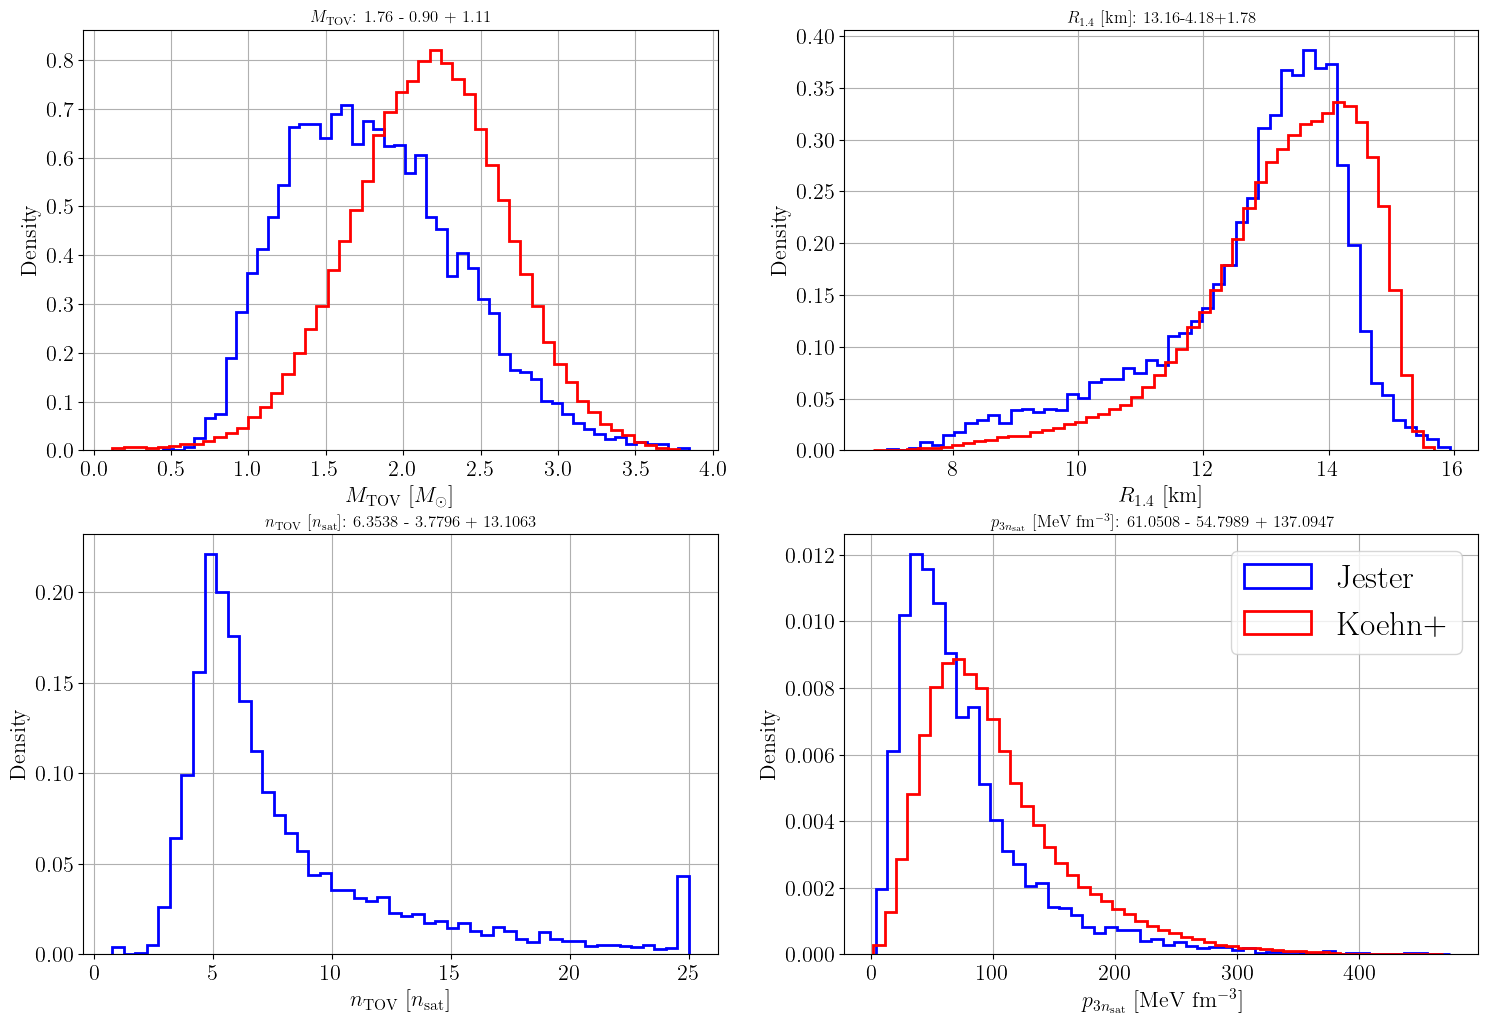 M_TOV: 1.76 - 0.90 + 1.11
0.8
0.7
0.6
0.5
0.4
0.3
0.2
0.1
0.0
Density
0.0 0.5 1.0 1.5 2.0 2.5 3.0 3.5 4.0
M_TOV [M_⊙]
R_1.4 [km]: 13.16-4.18+1.78
0.40
0.35
0.30
0.25
0.20
0.15
0.10
0.05
0.00
Density
8 10 12 14 16
R_1.4 [km]
n_TOV [n_sat]: 6.3538 - 3.7796 + 13.1063
0.20
0.15
0.10
0.05
0.00
Density
0 5 10 15 20 25
n_TOV [n_sat]
p_3n_sat [MeV fm⁻³]: 61.0508 - 54.7989 + 137.0947
0.012
0.010
0.008
0.006
0.004
0.002
0.000
Density
Jester
Koehn+
0 100 200 300 400
p_3n_sat [MeV fm⁻³]